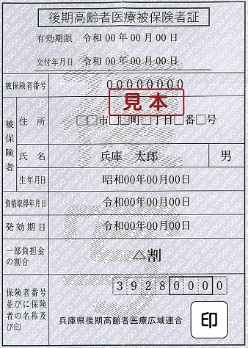 後期高齢者医療被保険者証
有効期限 令和00年00月00日
交付年月日 令和00年00月00日
被保険者番号 00000000
見本
被保険者
住所 □□市□□町□丁目□番□号
氏名 兵庫 太郎 男
生年月日 昭和00年00月00日
資格取得年月日 令和00年00月00日
発効期日 令和00年00月00日
一部負担金の割合 △割
保険者番号並びに保険者の名称及び印
39280000
兵庫県後期高齢者医療広域連合
印